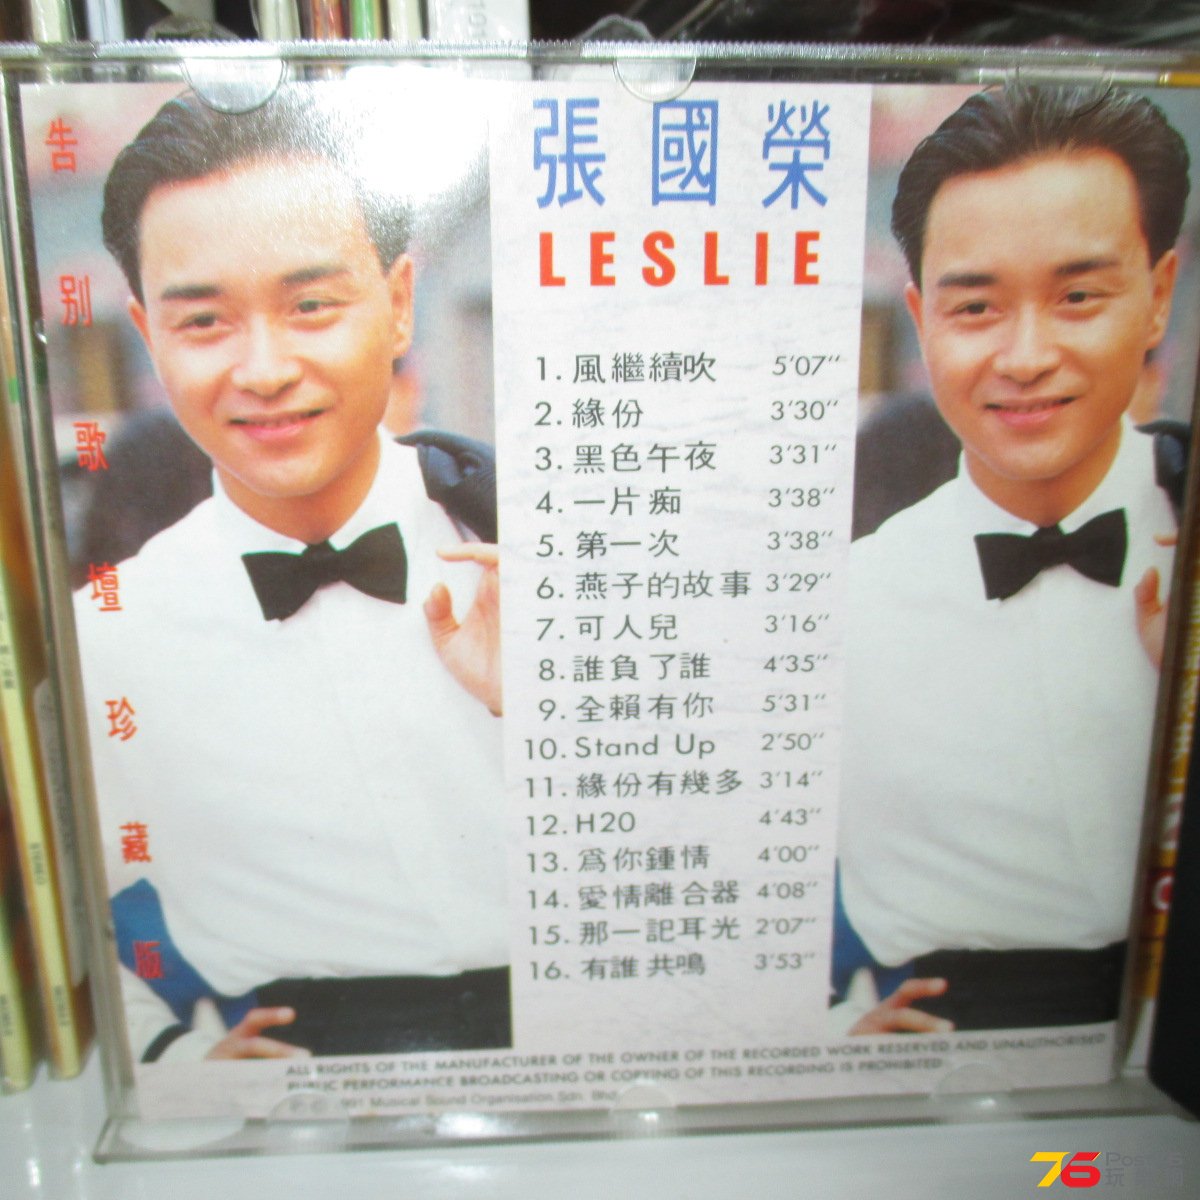 告别歌壇珍藏版
張國榮
LESLIE
1. 風繼續吹 5'07"
2. 緣份 3'30"
3. 黑色午夜 3'31"
4. 一片痴 3'38"
5. 第一次 3'38"
6. 燕子的故事 3'29"
7. 可人兒 3'16"
8. 誰負了誰 4'35"
9. 全賴有你 5'31"
10. Stand Up 2'50"
11. 緣份有幾多 3'14"
12. H20 4'43"
13. 爲你鍾情 4'00"
14. 愛情離合器 4'08"
15. 那一記耳光 2'07"
16. 有誰共鳴 3'53"
ALL RIGHTS OF THE MANUFACTURER OF THE OWNER OF THE RECORDED WORK RESERVED AND UNAUTHORISED
PUBLIC PERFORMANCE BROADCASTING OR COPYING OF THIS RECORDING IS PROHIBITED
Musical Sound Organisation Sdn. Bhd.
76